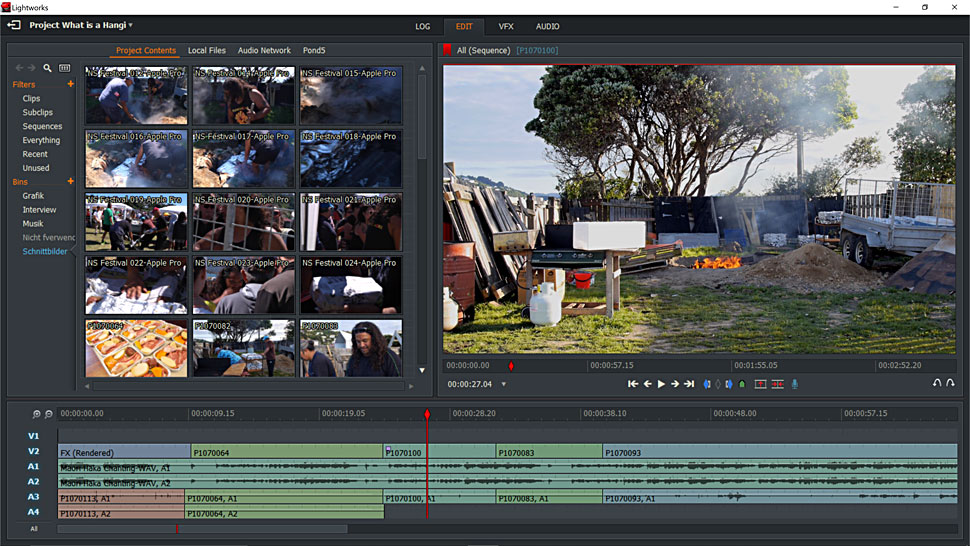 Lightworks
Project What is a Hangi
LOG EDIT VFX AUDIO
Project Contents Local Files Audio Network Pond5
All (Sequence) [P1070100]
Filters +
Clips
Subclips
Sequences
Everything
Recent
Unused
Bins +
Grafik
Interview
Musik
Nicht fverwend
Schnittbilder
NS Festival 012-Apple Pro
NS Festival 014-Apple Pro
NS Festival 015-Apple Pro
NS Festival 016-Apple Pro
NS Festival 017-Apple Pro
NS Festival 018-Apple Pro
NS Festival 019-Apple Pro
NS Festival 020-Apple Pro
NS Festival 021-Apple Pro
NS Festival 022-Apple Pro
NS Festival 023-Apple Pro
NS Festival 024-Apple Pro
P1070064
P1070082
P1070083
00:00:00.00 00:00:57.15 00:01:55.05 00:02:52.20
00:00:27.04
00:00:00.00 00:00:09.15 00:00:19.05 00:00:28.20 00:00:38.10 00:00:48.00 00:00:57.15
V1
V2 FX (Rendered) P1070064 P1070100 P1070083 P1070093
A1 Maori Haka Chanting-WAV, A1
A2 Maori Haka Chanting-WAV, A2
A3 P1070113, A1 P1070064, A1 P1070100, A1 P1070083, A1 P1070093, A1
A4 P1070113, A2 P1070064, A2
All